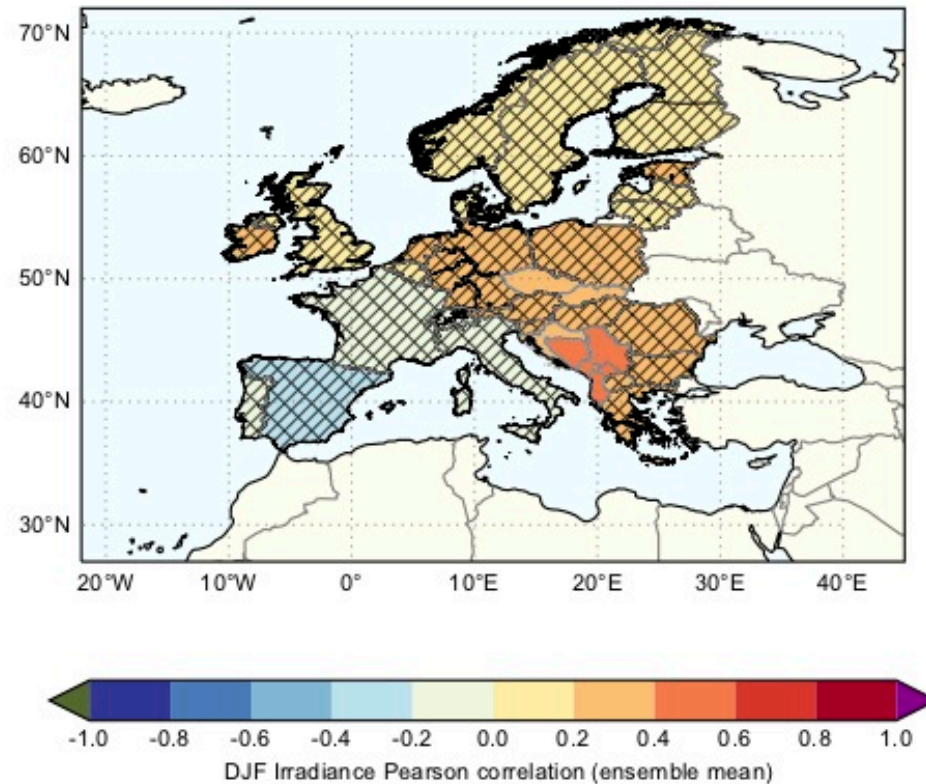 70°N
60°N
50°N
40°N
30°N
20°W 10°W 0° 10°E 20°E 30°E 40°E
-1.0 -0.8 -0.6 -0.4 -0.2 0.0 0.2 0.4 0.6 0.8 1.0
DJF Irradiance Pearson correlation (ensemble mean)